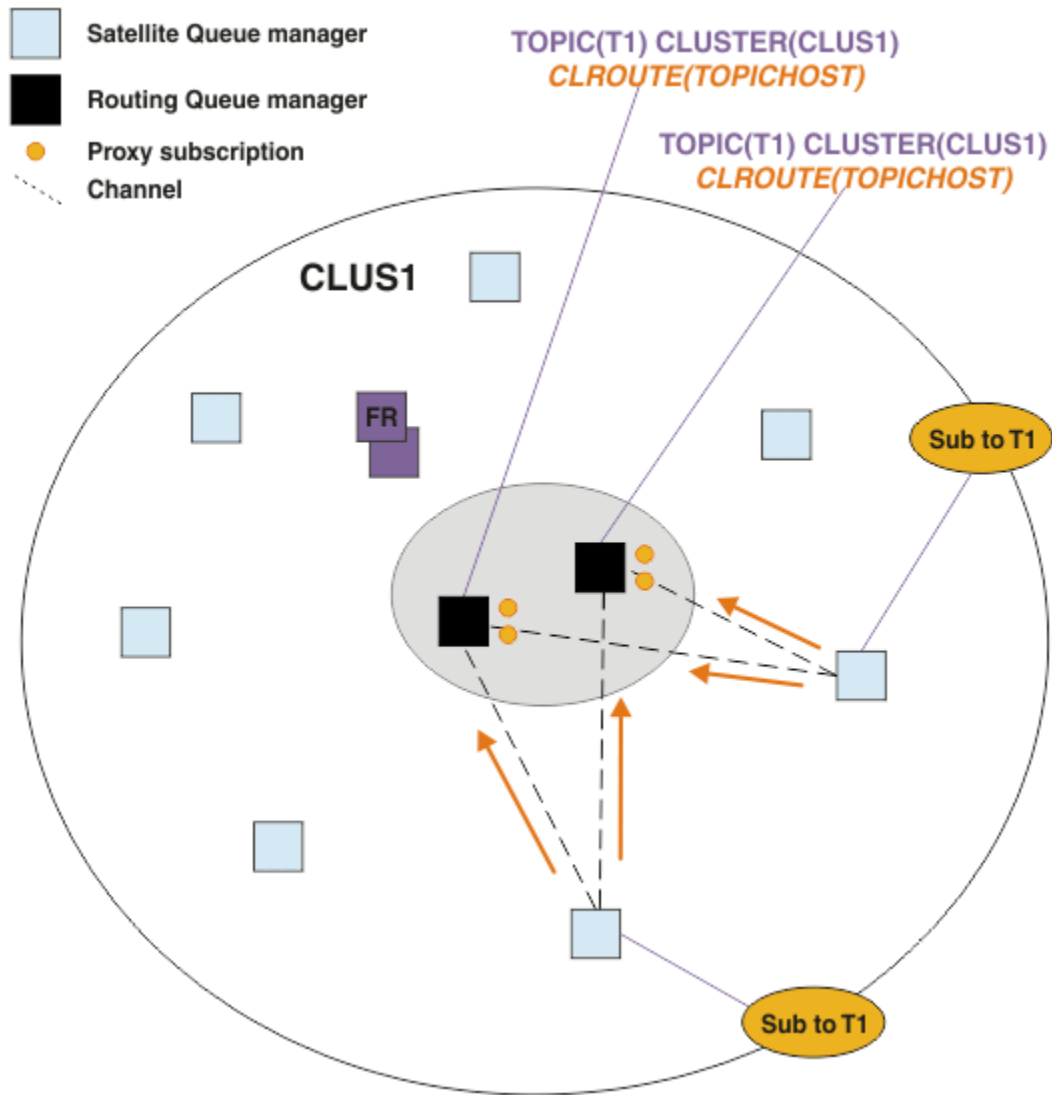 Satellite Queue manager
Routing Queue manager
Proxy subscription
Channel
TOPIC(T1) CLUSTER(CLUS1)
CLROUTE(TOPICHOST)
TOPIC(T1) CLUSTER(CLUS1)
CLROUTE(TOPICHOST)
CLUS1
FR
Sub to T1
Sub to T1